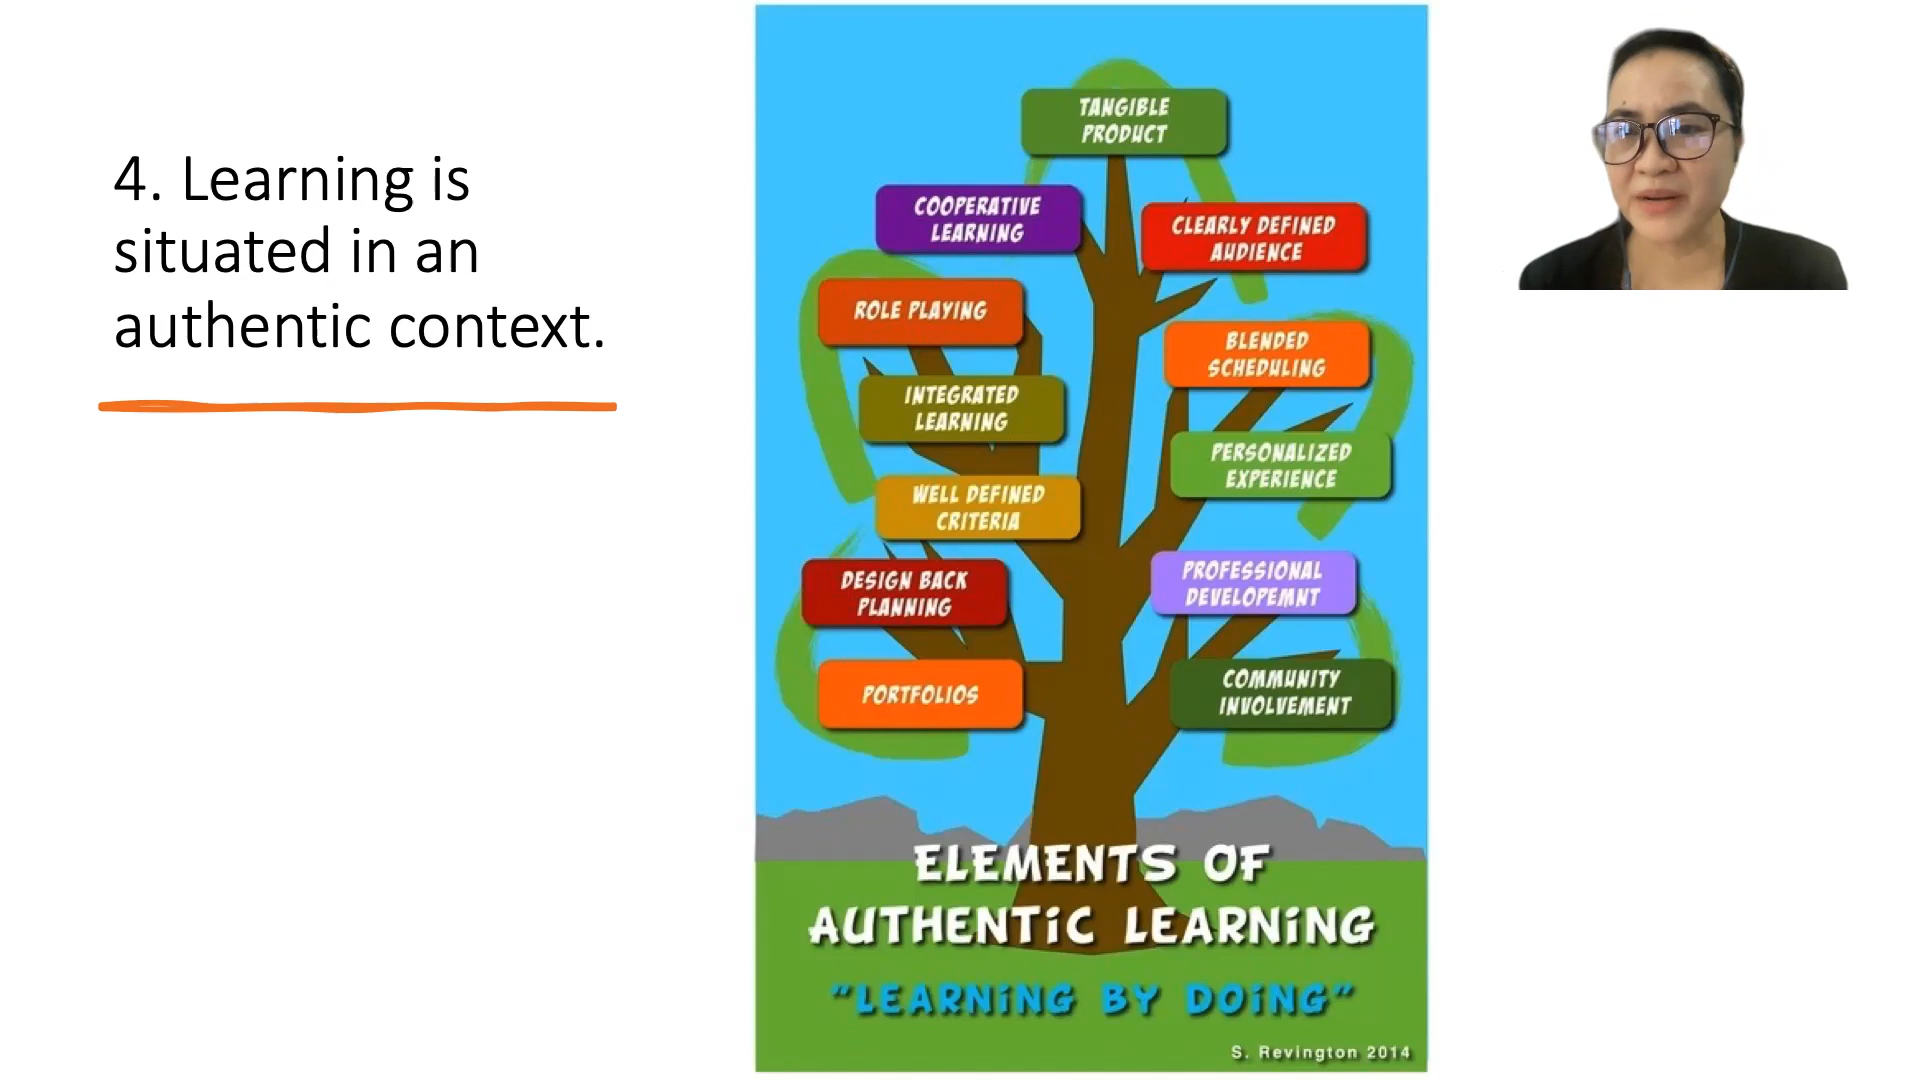 4. Learning is
situated in an
authentic context.
TANGIBLE
PRODUCT
COOPERATIVE
LEARNING
CLEARLY DEFINED
AUDIENCE
ROLE PLAYING
BLENDED
SCHEDULING
INTEGRATED
LEARNING
PERSONALIZED
EXPERIENCE
WELL DEFINED
CRITERIA
DESIGN BACK
PLANNING
PROFESSIONAL
DEVELOPEMNT
PORTFOLIOS
COMMUNITY
INVOLVEMENT
ELEMENTS OF
AUTHENTIC LEARNING
"LEARNING BY DOING"
S. Revington 2014